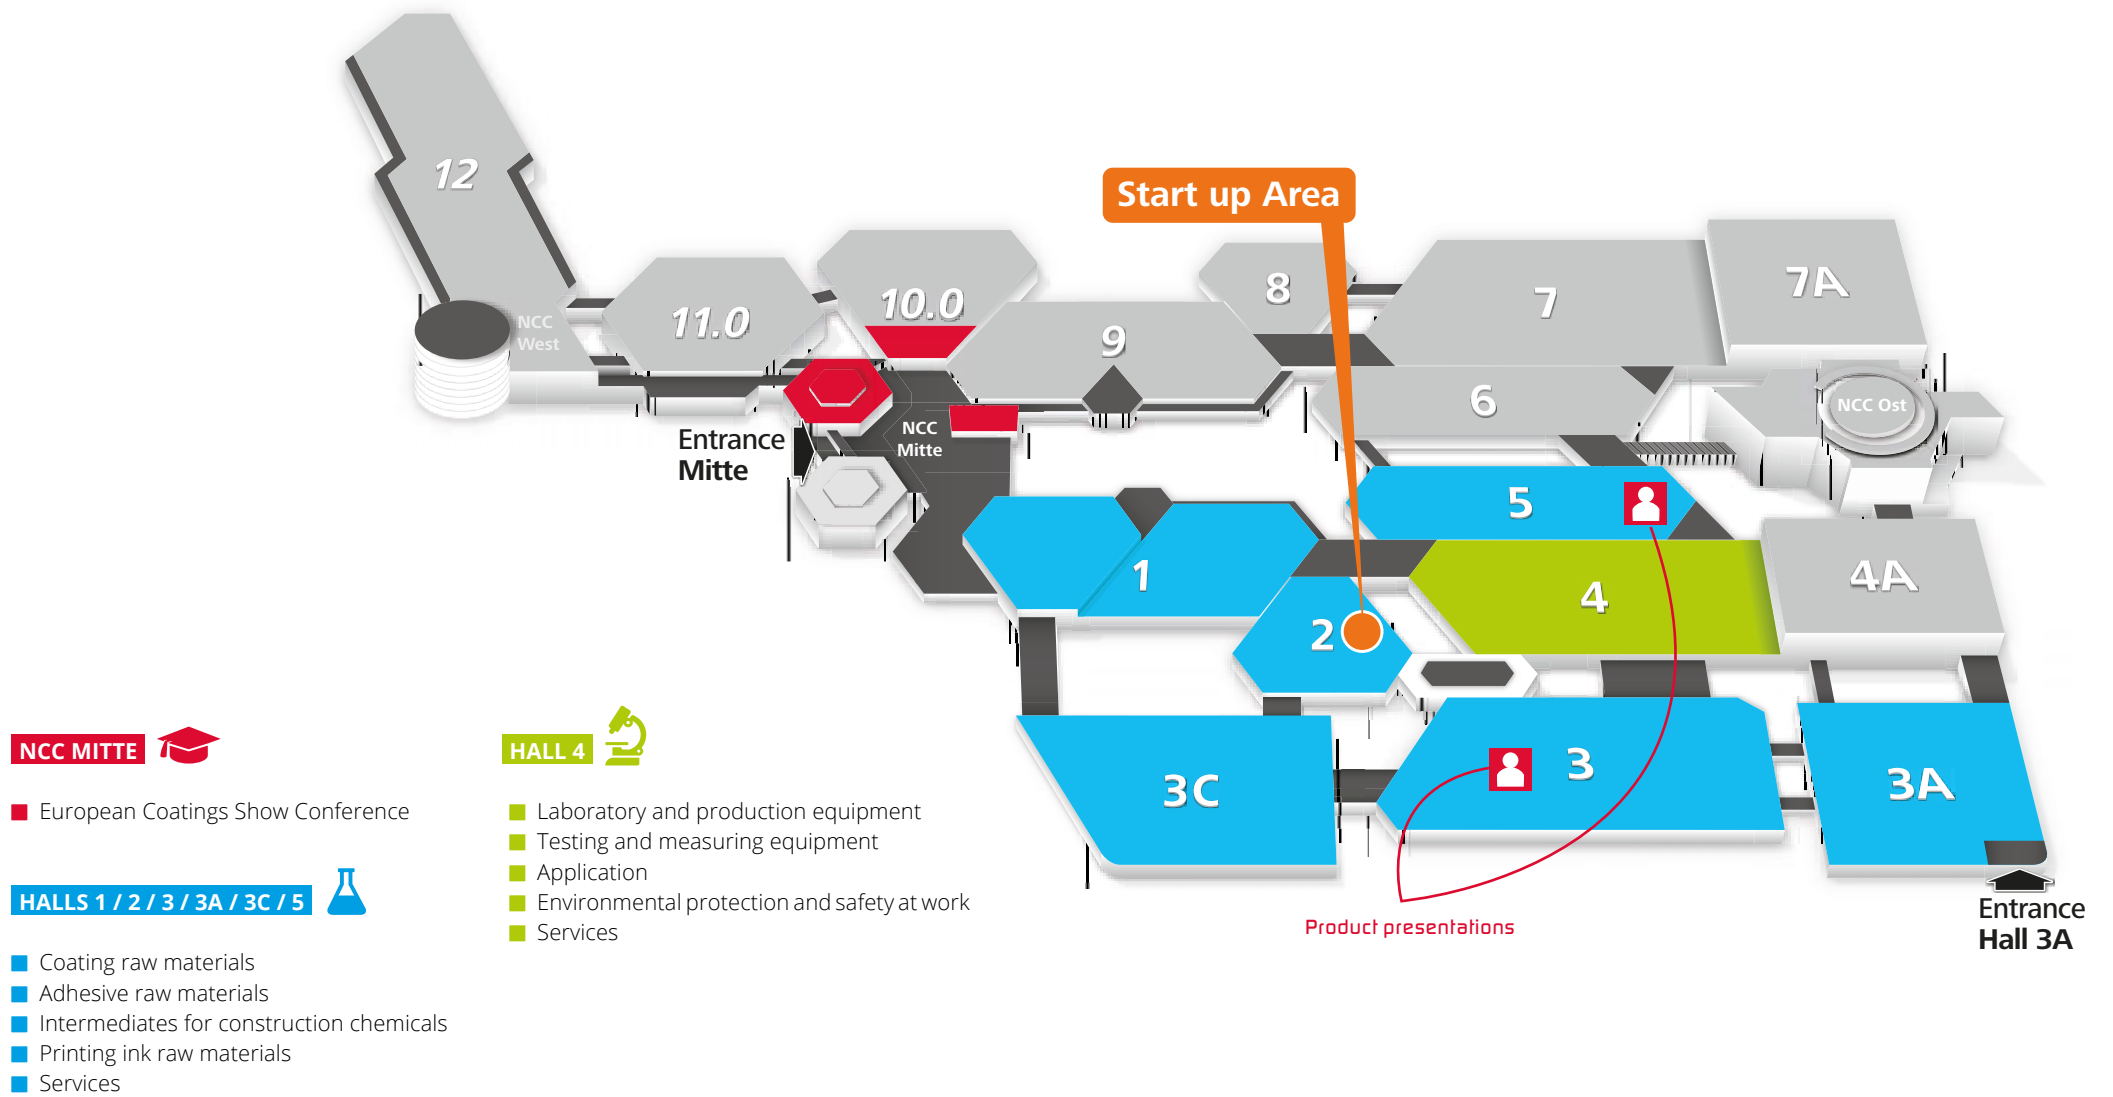 12
Start up Area
7A
8
10.0
7
11.0
NCC
West
9
6
NCC Ost
Entrance
Mitte
NCC
Mitte
5
1
4
4A
2
3
3C
3A
NCC MITTE
European Coatings Show Conference
HALLS 1 / 2 / 3 / 3A / 3C / 5
Coating raw materials
Adhesive raw materials
Intermediates for construction chemicals
Printing ink raw materials
Services
HALL 4
Laboratory and production equipment
Testing and measuring equipment
Application
Environmental protection and safety at work
Services
Product presentations
Entrance
Hall 3A